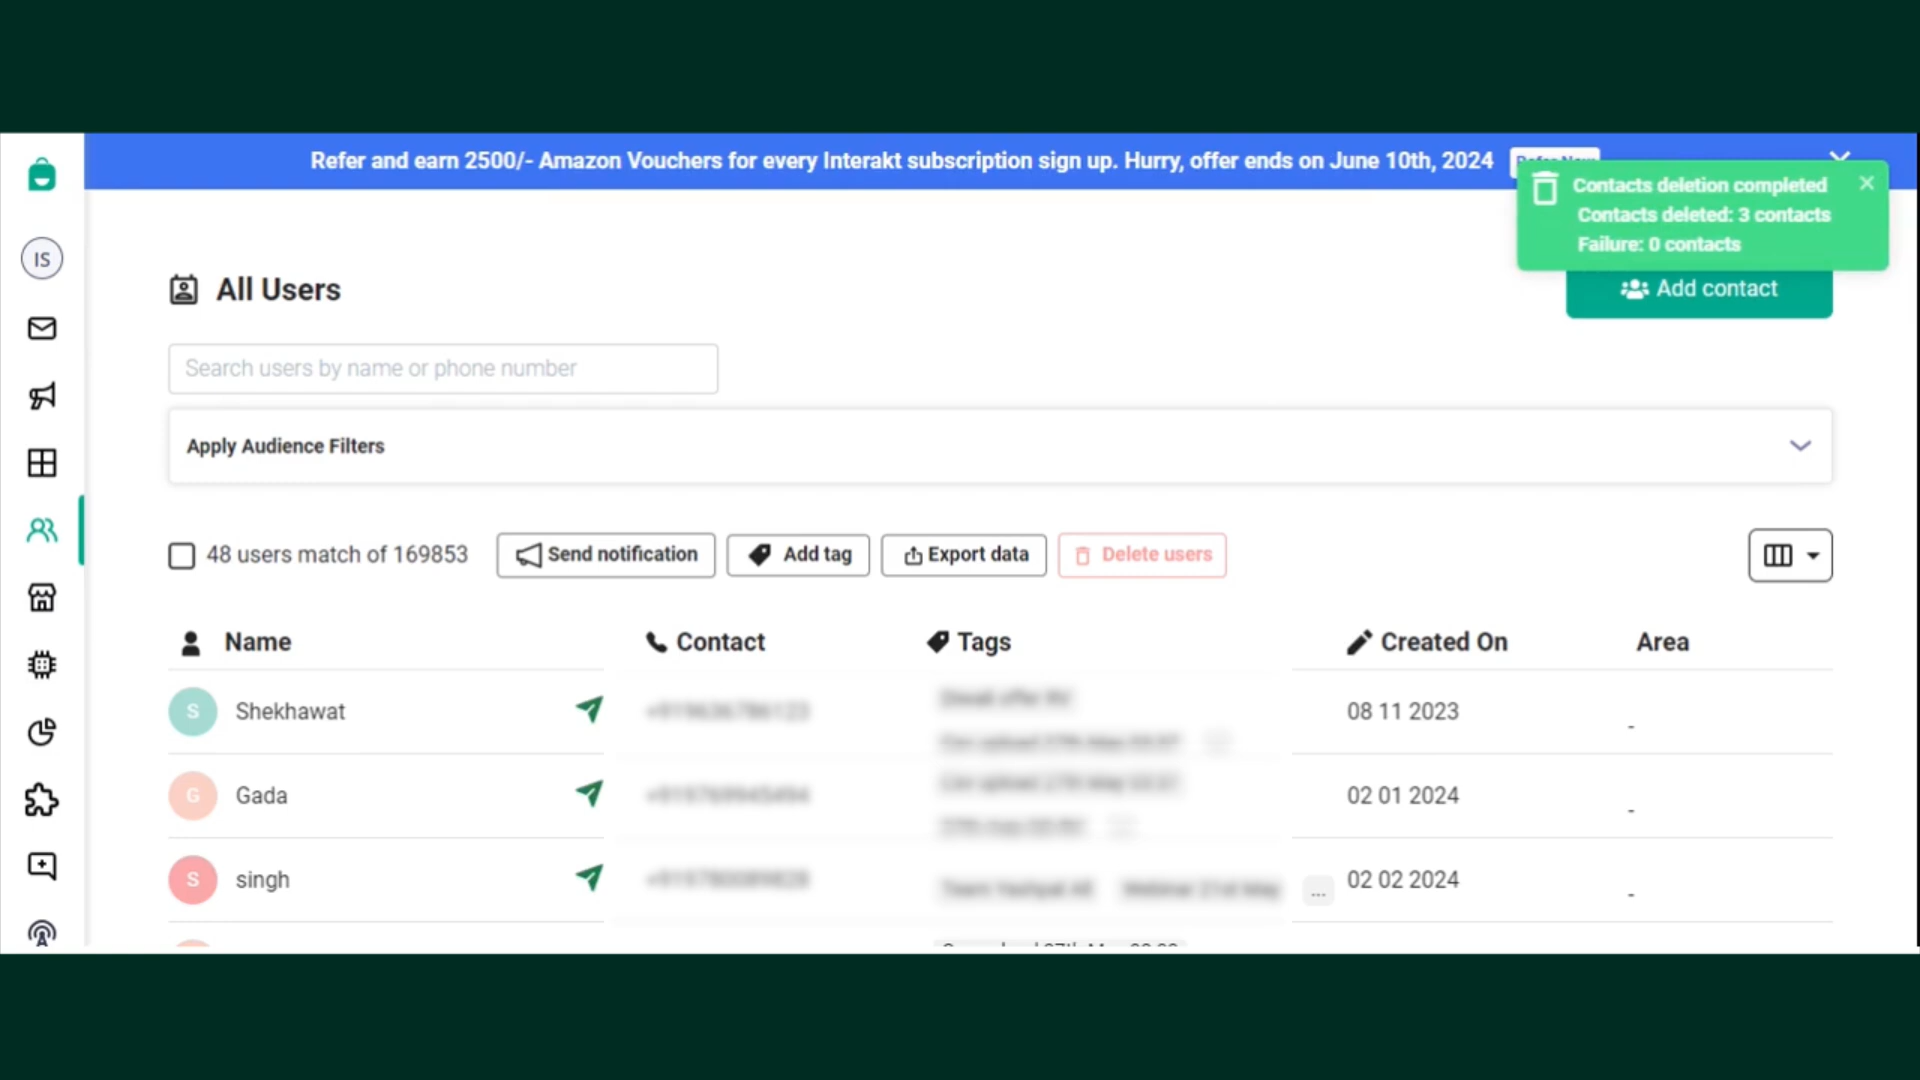 Refer and earn 2500/- Amazon Vouchers for every Interakt subscription sign up. Hurry, offer ends on June 10th, 2024
Contacts deletion completed
Contacts deleted: 3 contacts
Failure: 0 contacts
IS
All Users
Add contact
Search users by name or phone number
Apply Audience Filters
48 users match of 169853
Send notification
Add tag
Export data
Delete users
Name
Contact
Tags
Created On
Area
S
Shekhawat
08 11 2023
-
G
Gada
02 01 2024
-
S
singh
...
02 02 2024
-